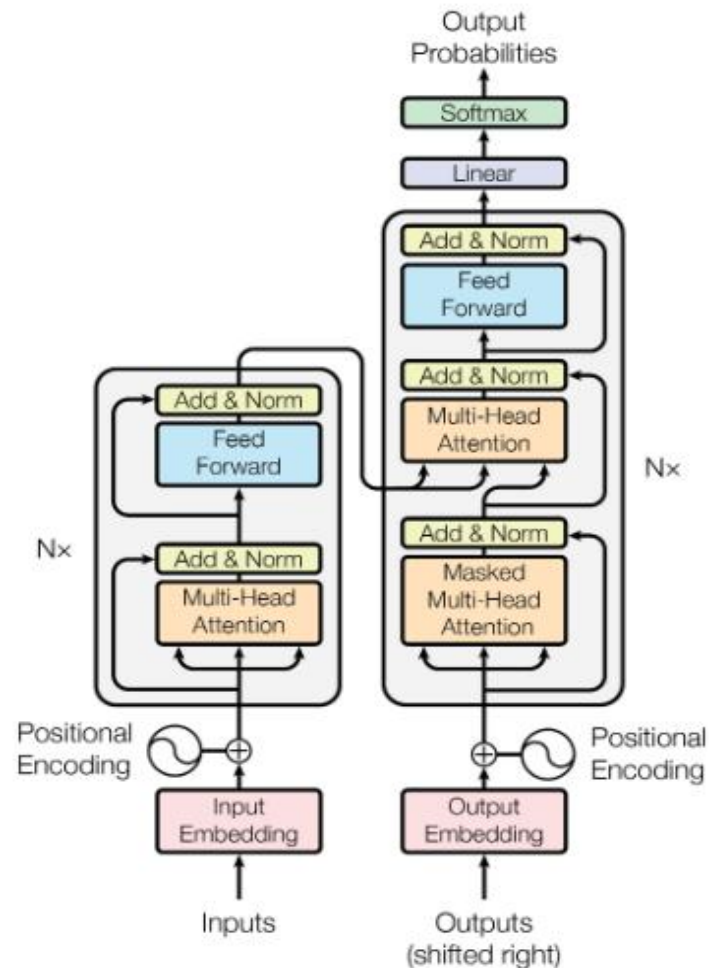 Output
Probabilities
Softmax
Linear
Add & Norm
Feed
Forward
Add & Norm
Multi-Head
Attention
Add & Norm
Masked
Multi-Head
Attention
Nx
Add & Norm
Feed
Forward
Add & Norm
Multi-Head
Attention
Nx
Positional
Encoding
Positional
Encoding
Input
Embedding
Output
Embedding
Inputs
Outputs
(shifted right)